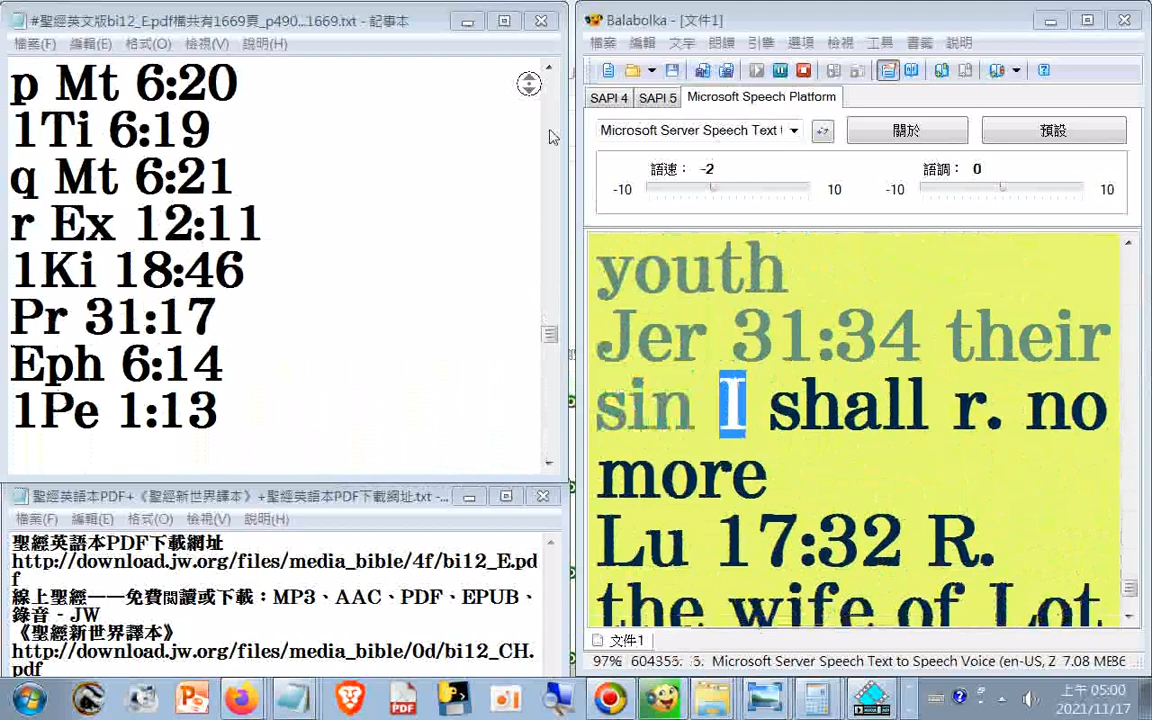 #聖經英文版bi12_Epdf檔共有1669頁_p490...1669.txt - 記事本
檔案(F) 編輯(E) 格式(O) 檢視(V) 說明(H)
p Mt 6:20
1Ti 6:19
q Mt 6:21
r Ex 12:11
1Ki 18:46
Pr 31:17
Eph 6:14
1Pe 1:13
聖經英語本PDF+《聖經新世界譯本》+聖經英語本PDF下載網址.txt -...
檔案(F) 編輯(E) 格式(O) 檢視(V) 說明(H)
聖經英語本PDF下載網址
http://download.jw.org/files/media_bible/4f/bi12_E.pd
f
線上聖經——免費閱讀或下載：MP3、AAC、PDF、EPUB、
錄音 - JW
《聖經新世界譯本》
http://download.jw.org/files/media_bible/0d/bi12_CH.
pdf
Balabolka - [文件1]
檔案 編輯 文字 朗讀 引擎 選項 檢視 工具 書籤 說明
SAPI 4 SAPI 5 Microsoft Speech Platform
Microsoft Server Speech Text 關於 預設
語速： -2 語調： 0
-10 10 -10 10
youth
Jer 31:34 their
sin I shall r. no
more
Lu 17:32 R.
the wife of Lot
文件1
97% Microsoft Server Speech Text to Speech Voice (en-US, Z 7.08
PDF
上午 05:00
2021/11/17